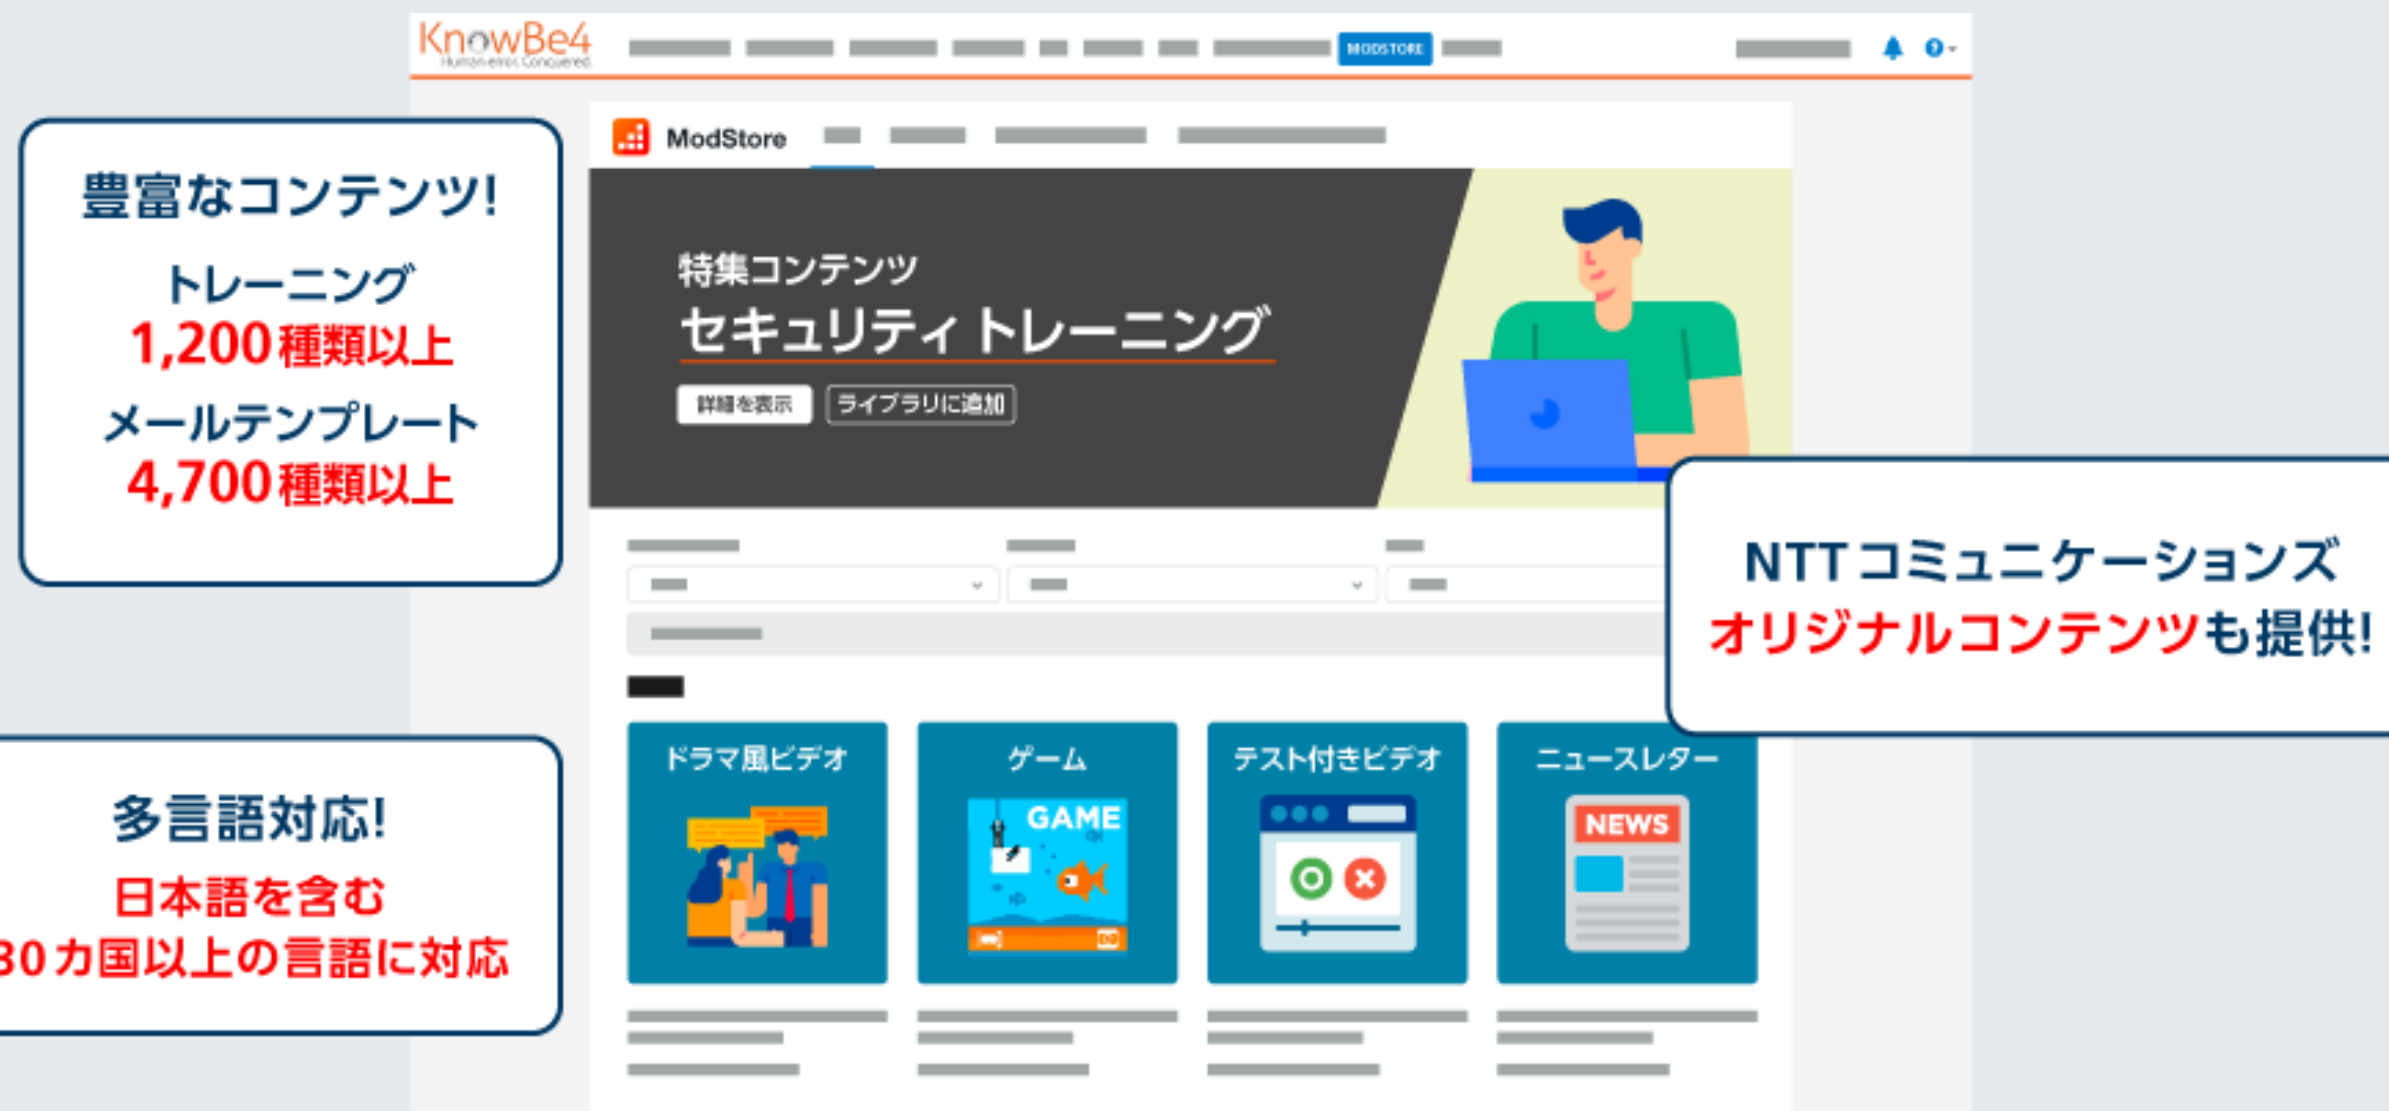 KnowBe4
Human error. Conquered.
MODSTORE
ModStore
豊富なコンテンツ!
トレーニング
1,200種類以上
メールテンプレート
4,700種類以上
特集コンテンツ
セキュリティトレーニング
詳細を表示
ライブラリに追加
NTTコミュニケーションズ
オリジナルコンテンツも提供!
多言語対応!
日本語を含む
30カ国以上の言語に対応
ドラマ風ビデオ
ゲーム
GAME
テスト付きビデオ
ニュースレター
NEWS